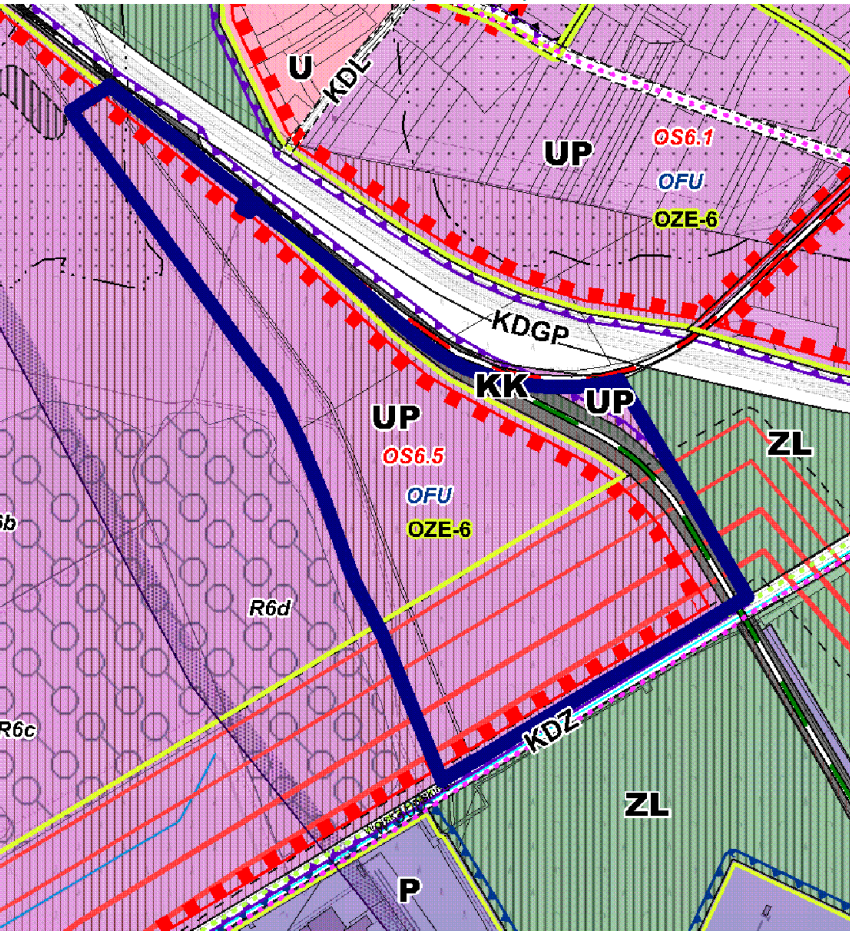 U
KDL
UP
OS6.1
OFU
OZE-6
KDGP
KK
UP
UP
ZL
OS6.5
OFU
OZE-6
R6d
R6c
KDZ
ZL
P